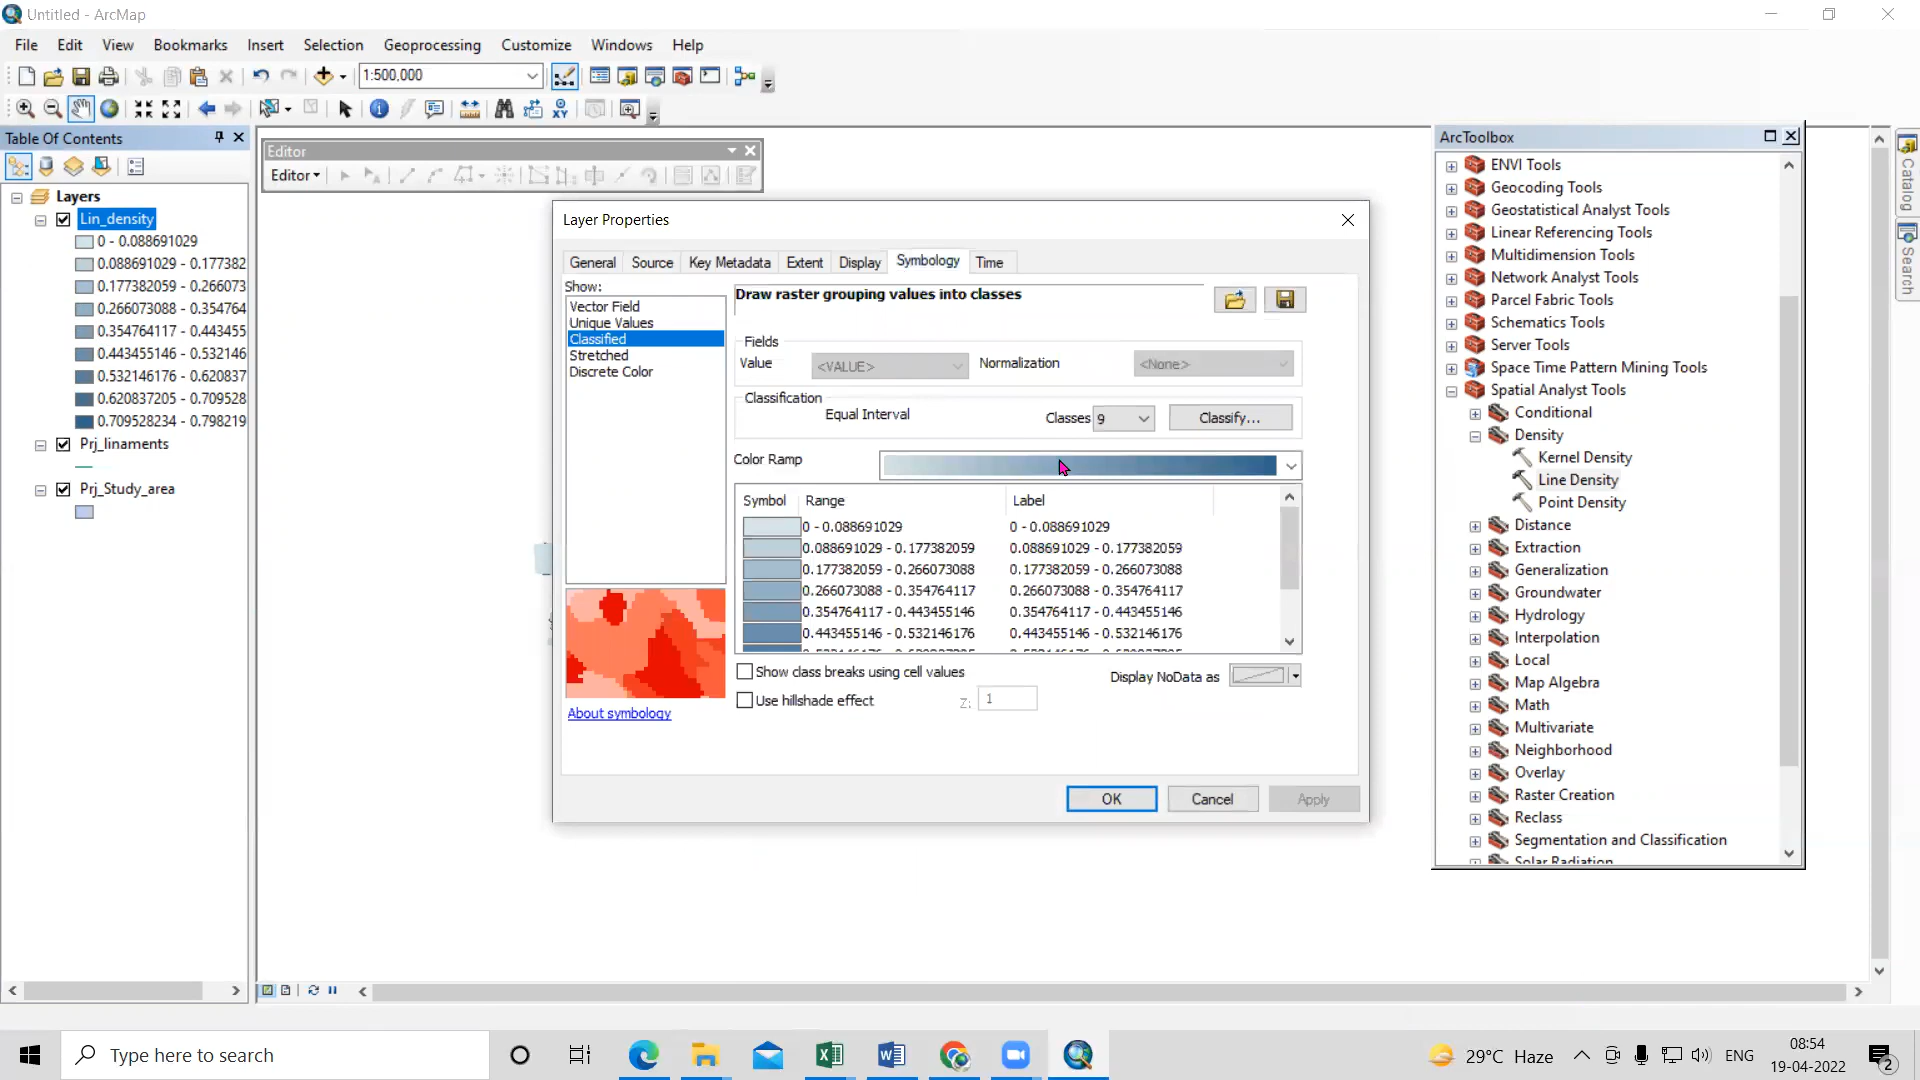 Untitled - ArcMap
File Edit View Bookmarks Insert Selection Geoprocessing Customize Windows Help
1:500,000
Table Of Contents
Layers
Lin_density
0 - 0.088691029
0.088691029 - 0.177382
0.177382059 - 0.266073
0.266073088 - 0.354764
0.354764117 - 0.443455
0.443455146 - 0.532146
0.532146176 - 0.620837
0.620837205 - 0.709528
0.709528234 - 0.798219
Prj_linaments
Prj_Study_area
Editor
Editor
Layer Properties
General Source Key Metadata Extent Display Symbology Time
Show:
Vector Field
Unique Values
Classified
Stretched
Discrete Color
About symbology
Draw raster grouping values into classes
Fields
Value <VALUE> Normalization <None>
Classification
Equal Interval Classes 9 Classify...
Color Ramp
Symbol Range Label
0 - 0.088691029 0 - 0.088691029
0.088691029 - 0.177382059 0.088691029 - 0.177382059
0.177382059 - 0.266073088 0.177382059 - 0.266073088
0.266073088 - 0.354764117 0.266073088 - 0.354764117
0.354764117 - 0.443455146 0.354764117 - 0.443455146
0.443455146 - 0.532146176 0.443455146 - 0.532146176
Show class breaks using cell values Display NoData as
Use hillshade effect Z: 1
OK Cancel Apply
ArcToolbox
ENVI Tools
Geocoding Tools
Geostatistical Analyst Tools
Linear Referencing Tools
Multidimension Tools
Network Analyst Tools
Parcel Fabric Tools
Schematics Tools
Server Tools
Space Time Pattern Mining Tools
Spatial Analyst Tools
Conditional
Density
Kernel Density
Line Density
Point Density
Distance
Extraction
Generalization
Groundwater
Hydrology
Interpolation
Local
Map Algebra
Math
Multivariate
Neighborhood
Overlay
Raster Creation
Reclass
Segmentation and Classification
Solar Radiation
Catalog
Search
Type here to search
29°C Haze
ENG
08:54
19-04-2022
2